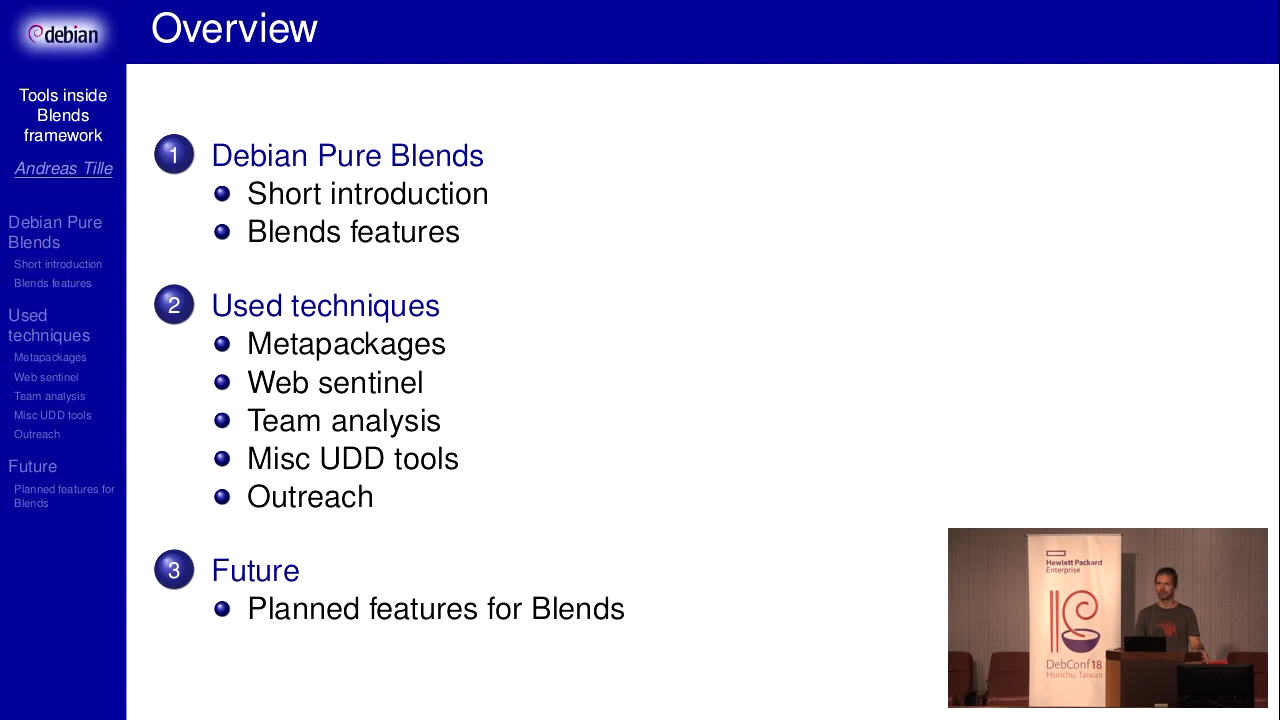 debian
Overview
Tools inside
Blends
framework
Andreas Tille
Debian Pure
Blends
Short introduction
Blends features
Used
techniques
Metapackages
Web sentinel
Team analysis
Misc UDD tools
Outreach
Future
Planned features for
Blends
1 Debian Pure Blends
Short introduction
Blends features
2 Used techniques
Metapackages
Web sentinel
Team analysis
Misc UDD tools
Outreach
3 Future
Planned features for Blends
Hewlett Packard
Enterprise
DebConf18
Hsinchu, Taiwan